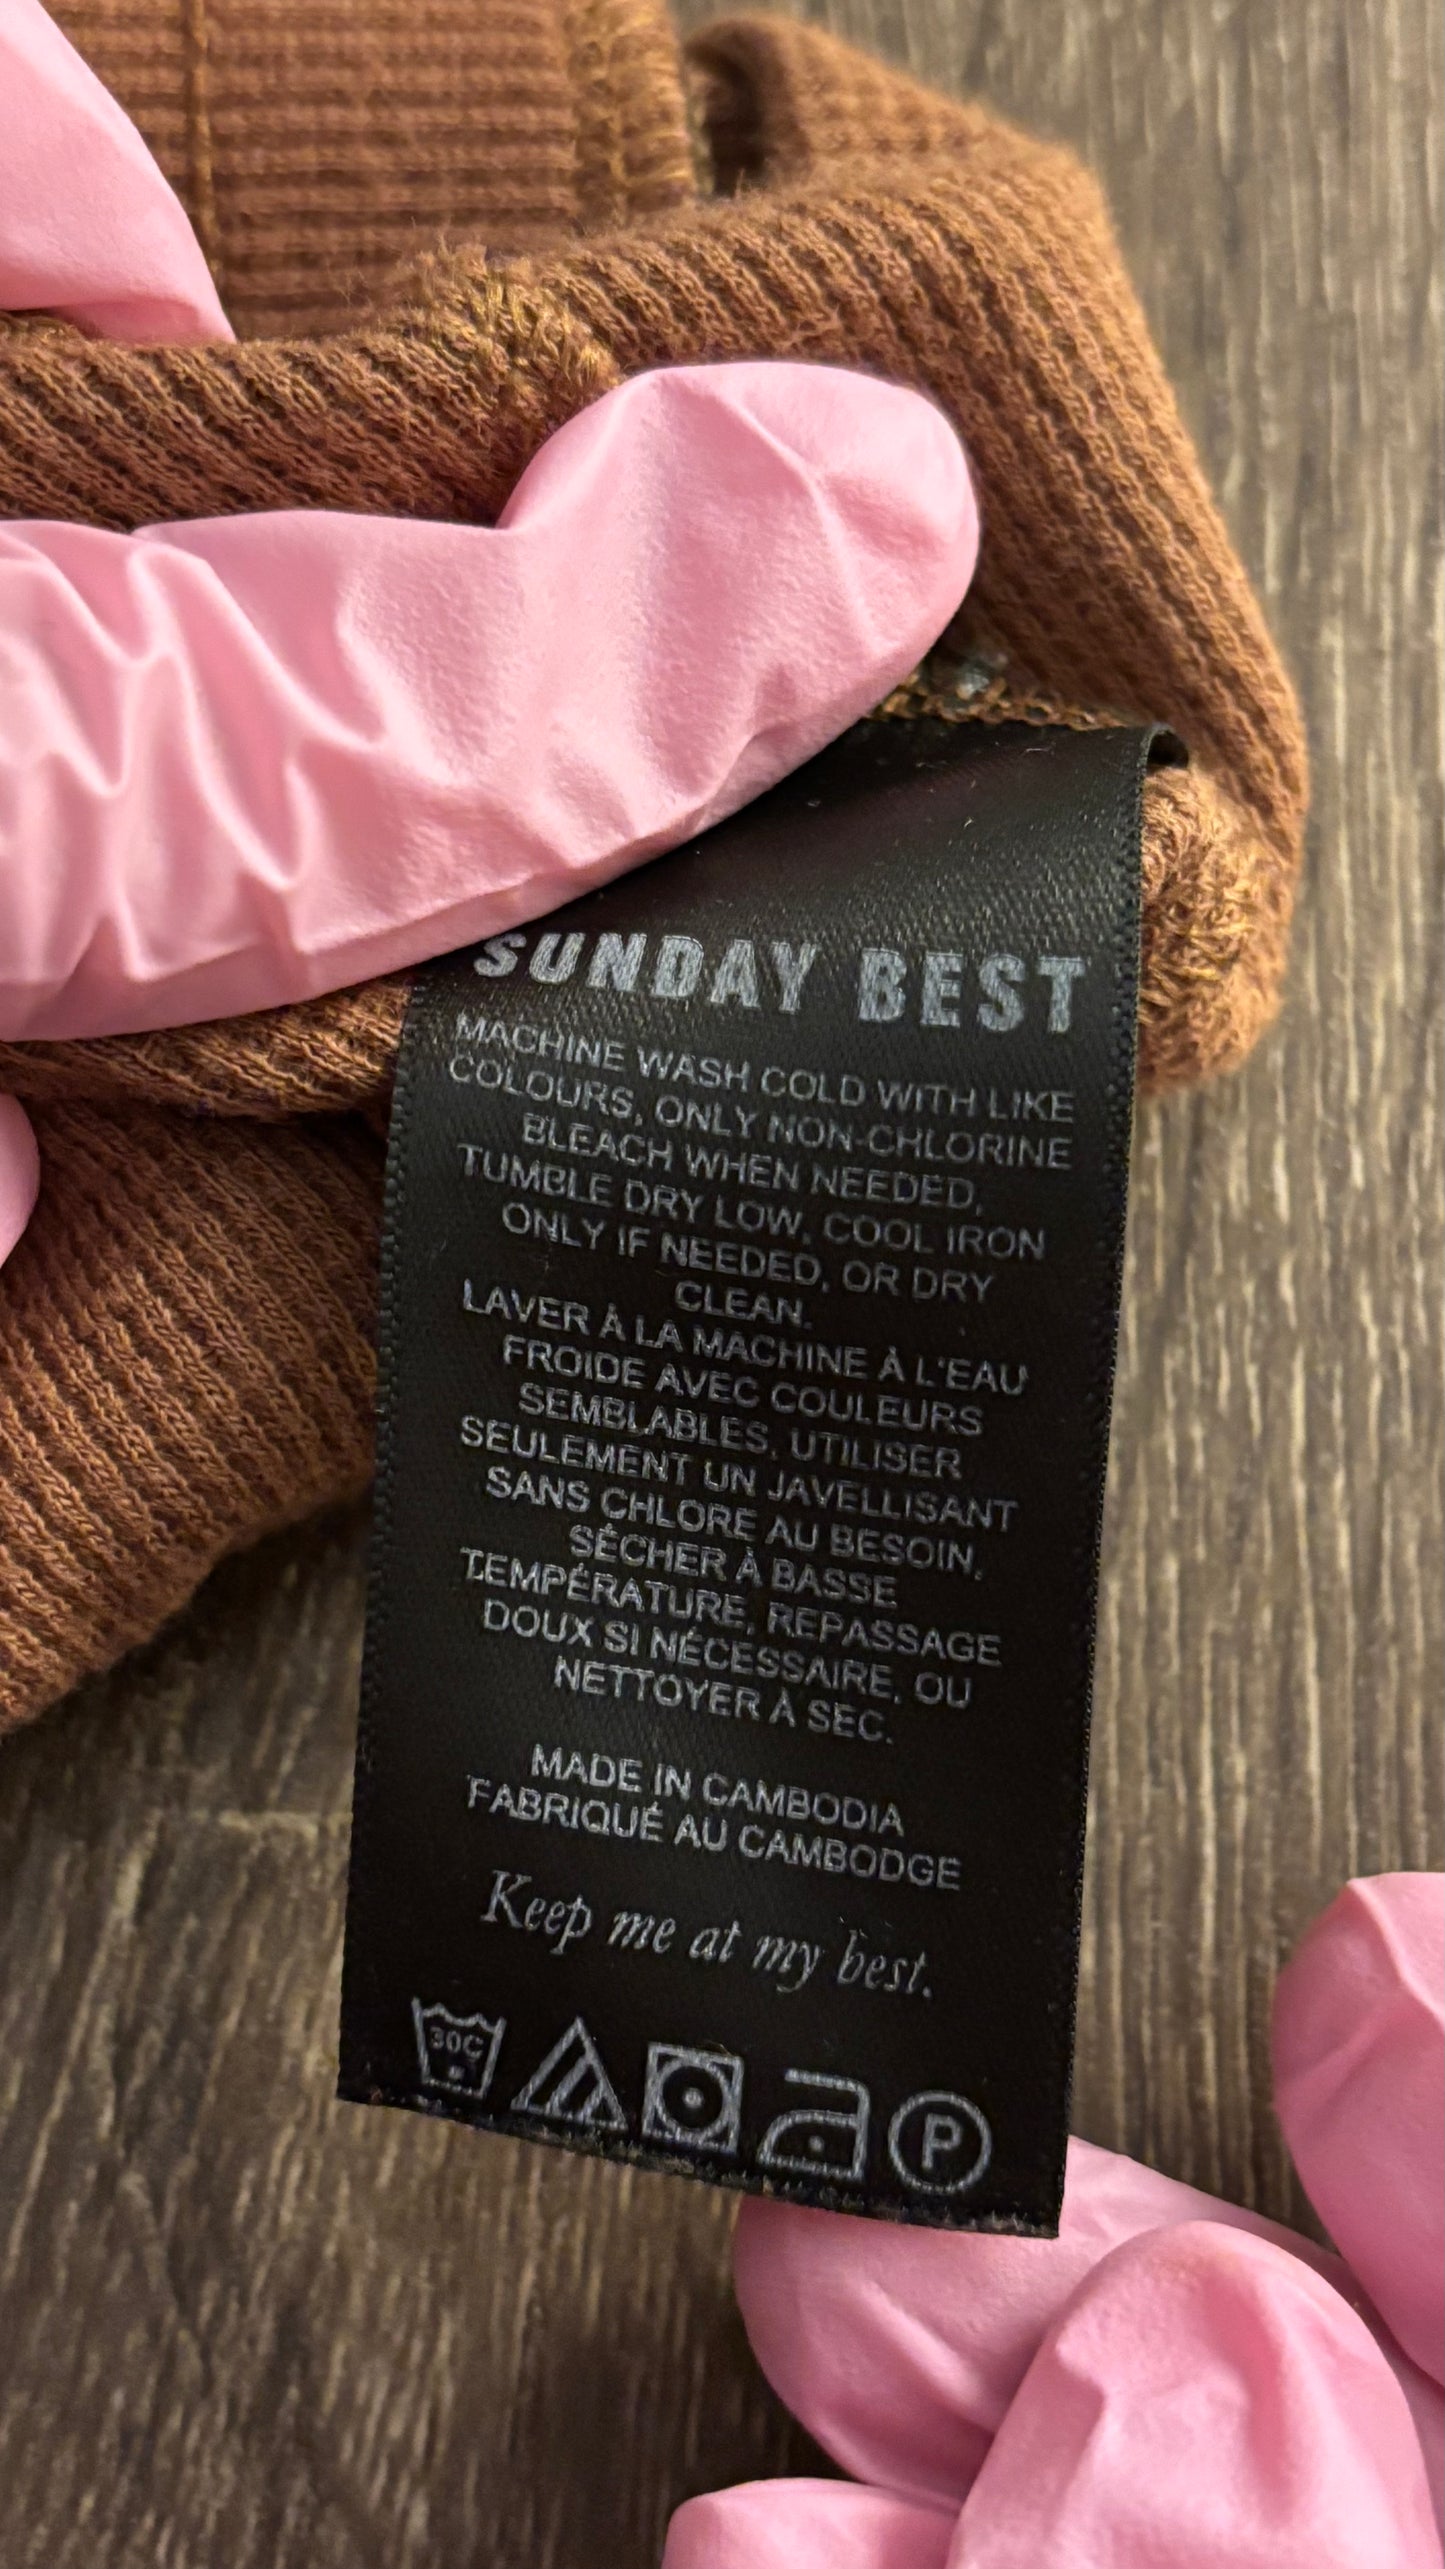 SUNDAY BEST
MACHINE WASH COLD WITH LIKE
COLOURS, ONLY NON-CHLORINE
BLEACH WHEN NEEDED,
TUMBLE DRY LOW, COOL IRON
ONLY IF NEEDED, OR DRY
CLEAN.
LAVER À LA MACHINE À L'EAU
FROIDE AVEC COULEURS
SEMBLABLES, UTILISER
SEULEMENT UN JAVELLISANT
SANS CHLORE AU BESOIN,
SÉCHER À BASSE
TEMPÉRATURE, REPASSAGE
DOUX SI NÉCESSAIRE, OU
NETTOYER À SEC.
MADE IN CAMBODIA
FABRIQUÉ AU CAMBODGE
Keep me at my best.
30C P